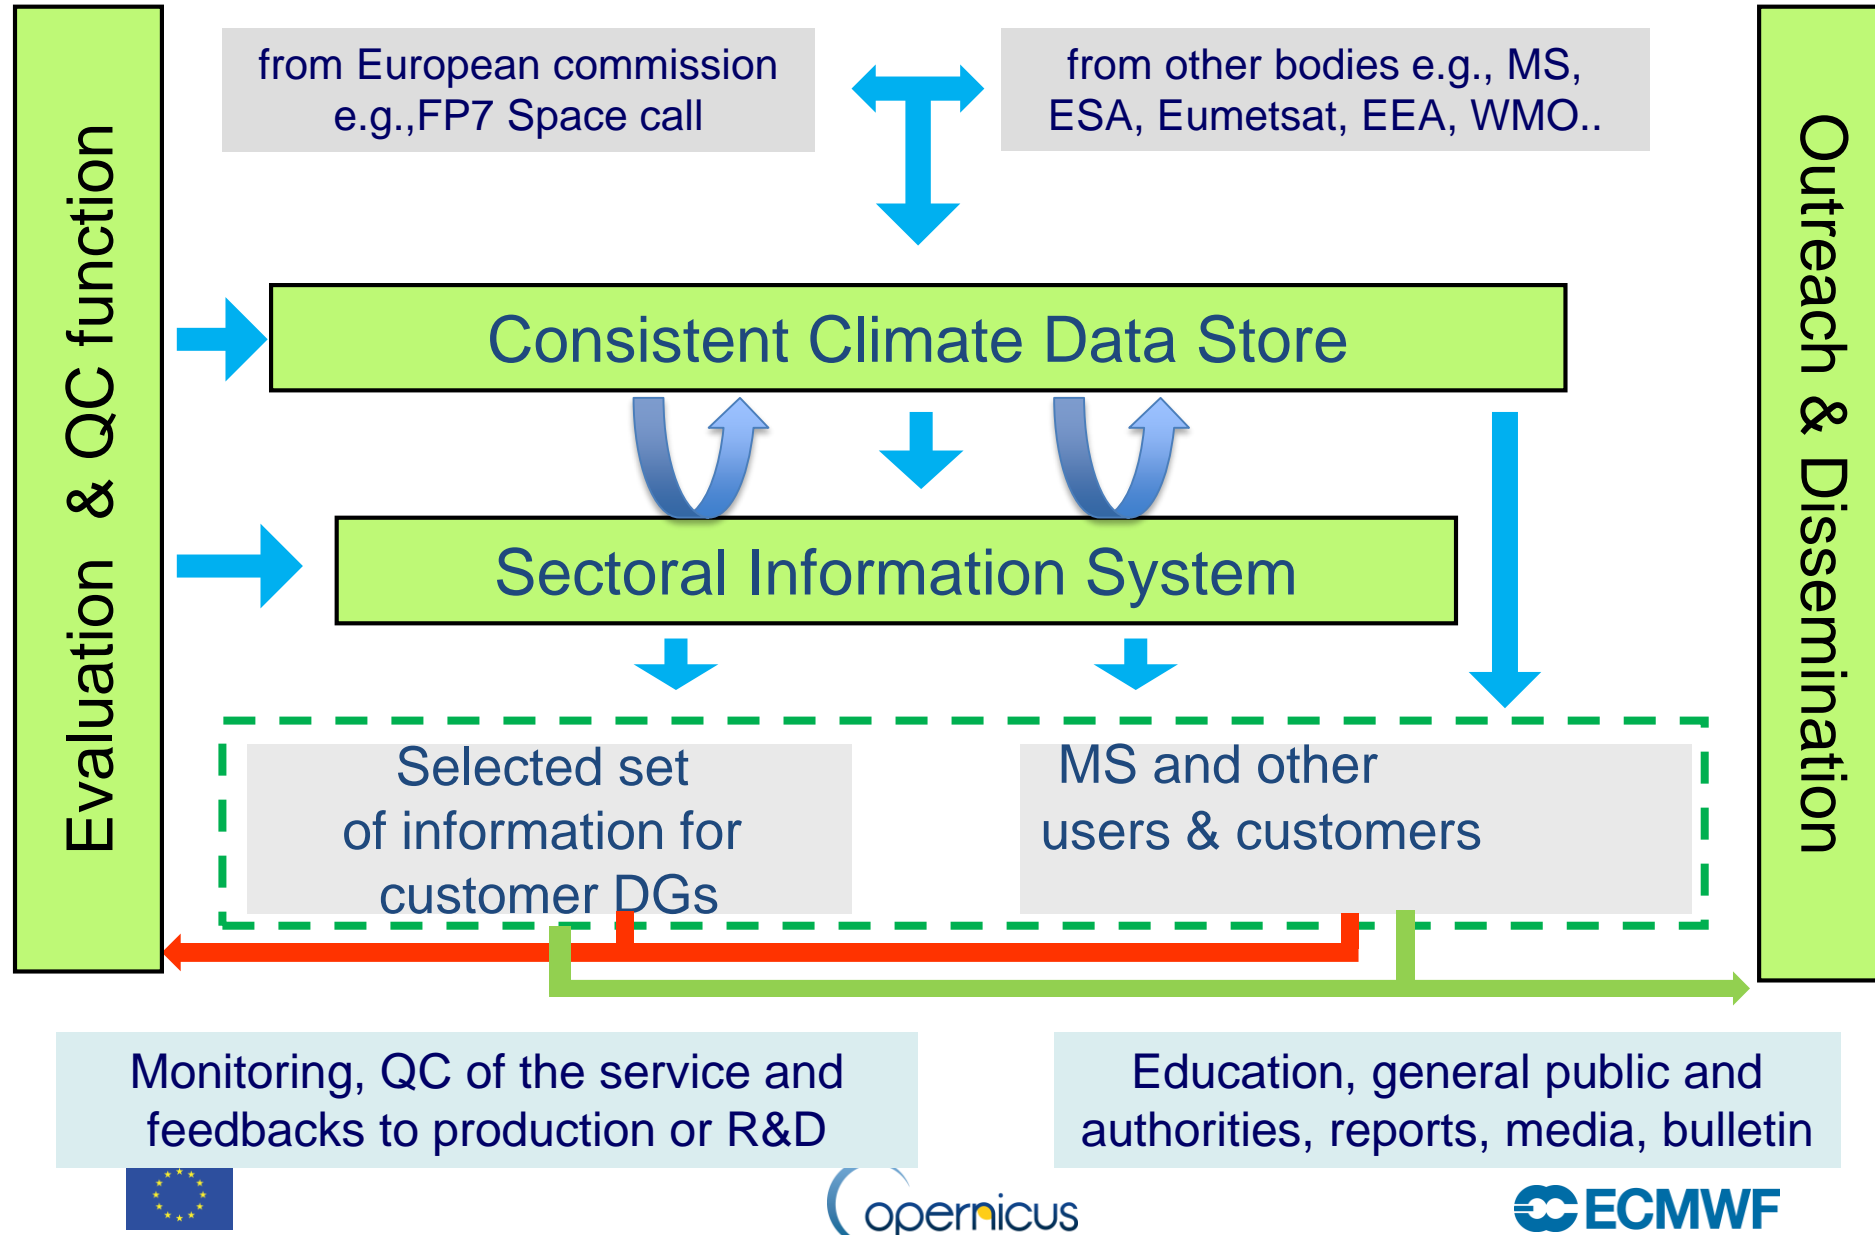 Evaluation & QC function
from European commission
e.g.,FP7 Space call
from other bodies e.g., MS,
ESA, Eumetsat, EEA, WMO..
Outreach & Dissemination
Consistent Climate Data Store
Sectoral Information System
Selected set
of information for
customer DGs
MS and other
users & customers
Monitoring, QC of the service and
feedbacks to production or R&D
Education, general public and
authorities, reports, media, bulletin
Copernicus
ECMWF